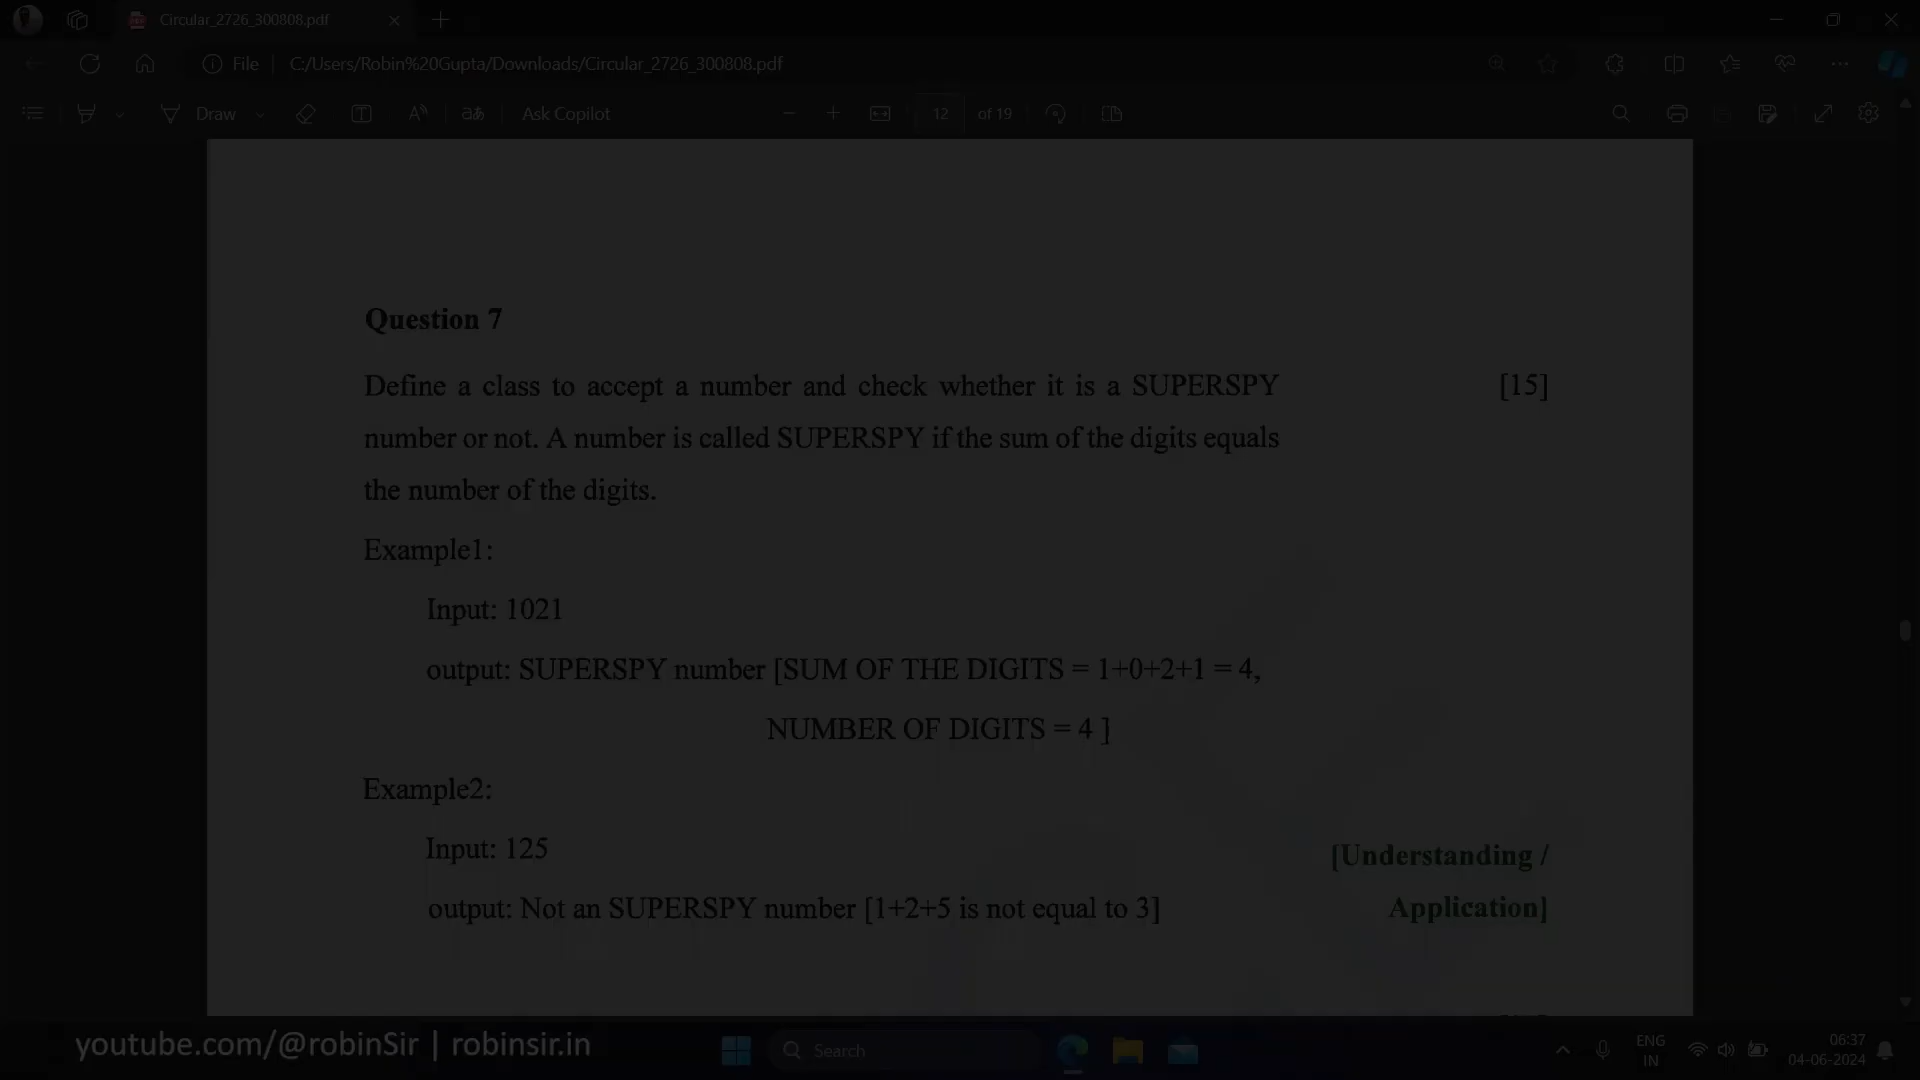 Circular_2726_300808.pdf
File
C:/Users/Robin%20Gupta/Downloads/Circular_2726_300808.pdf
Draw
Ask Copilot
12
of 19
Question 7
Define a class to accept a number and check whether it is a SUPERSPY [15]
number or not. A number is called SUPERSPY if the sum of the digits equals
the number of the digits.
Example1:
Input: 1021
output: SUPERSPY number [SUM OF THE DIGITS = 1+0+2+1 = 4,
NUMBER OF DIGITS = 4 ]
Example2:
Input: 125
[Understanding /
output: Not an SUPERSPY number [1+2+5 is not equal to 3]
Application]
youtube.com/@robinSir | robinsir.in
Search
ENG
IN
06:37
04-06-2024